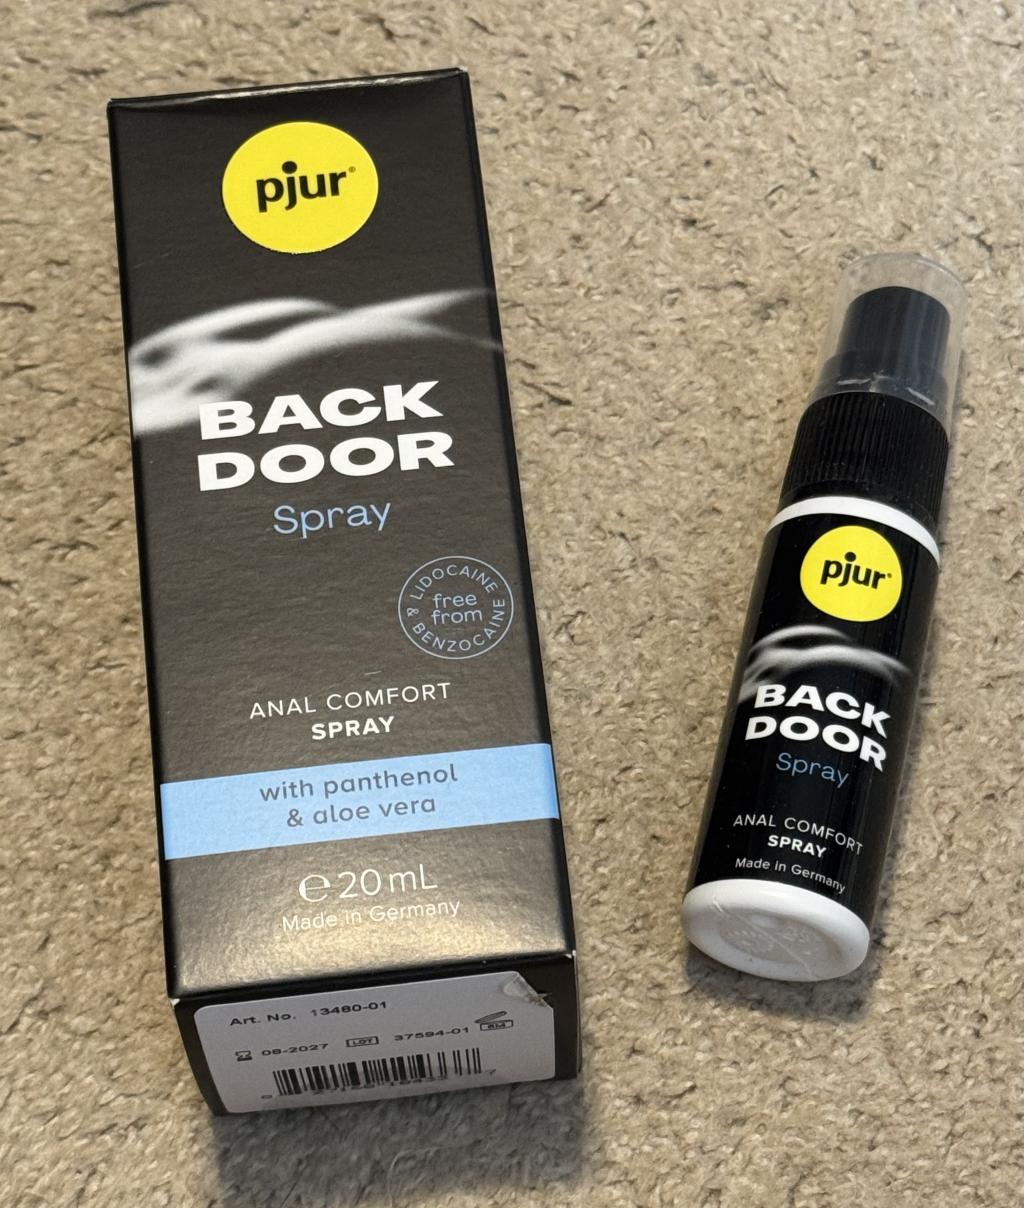 pjur®
BACK
DOOR
Spray
LIDOCAINE
free
from
& BENZOCAINE
ANAL COMFORT
SPRAY
with panthenol
& aloe vera
℮20mL
Made in Germany
Art. No. 13480-01
08-2027 LOT 37594-01 6M
pjur®
BACK
DOOR
Spray
ANAL COMFORT
SPRAY
Made in Germany